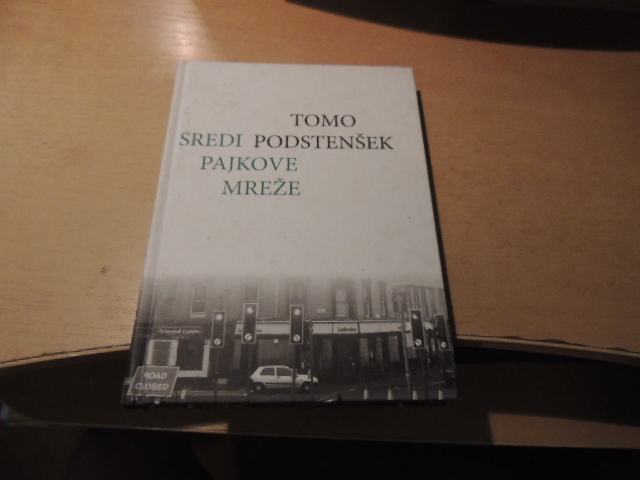 TOMO
SREDI PODSTENŠEK
PAJKOVE
MREŽE
ROAD
CLOSED